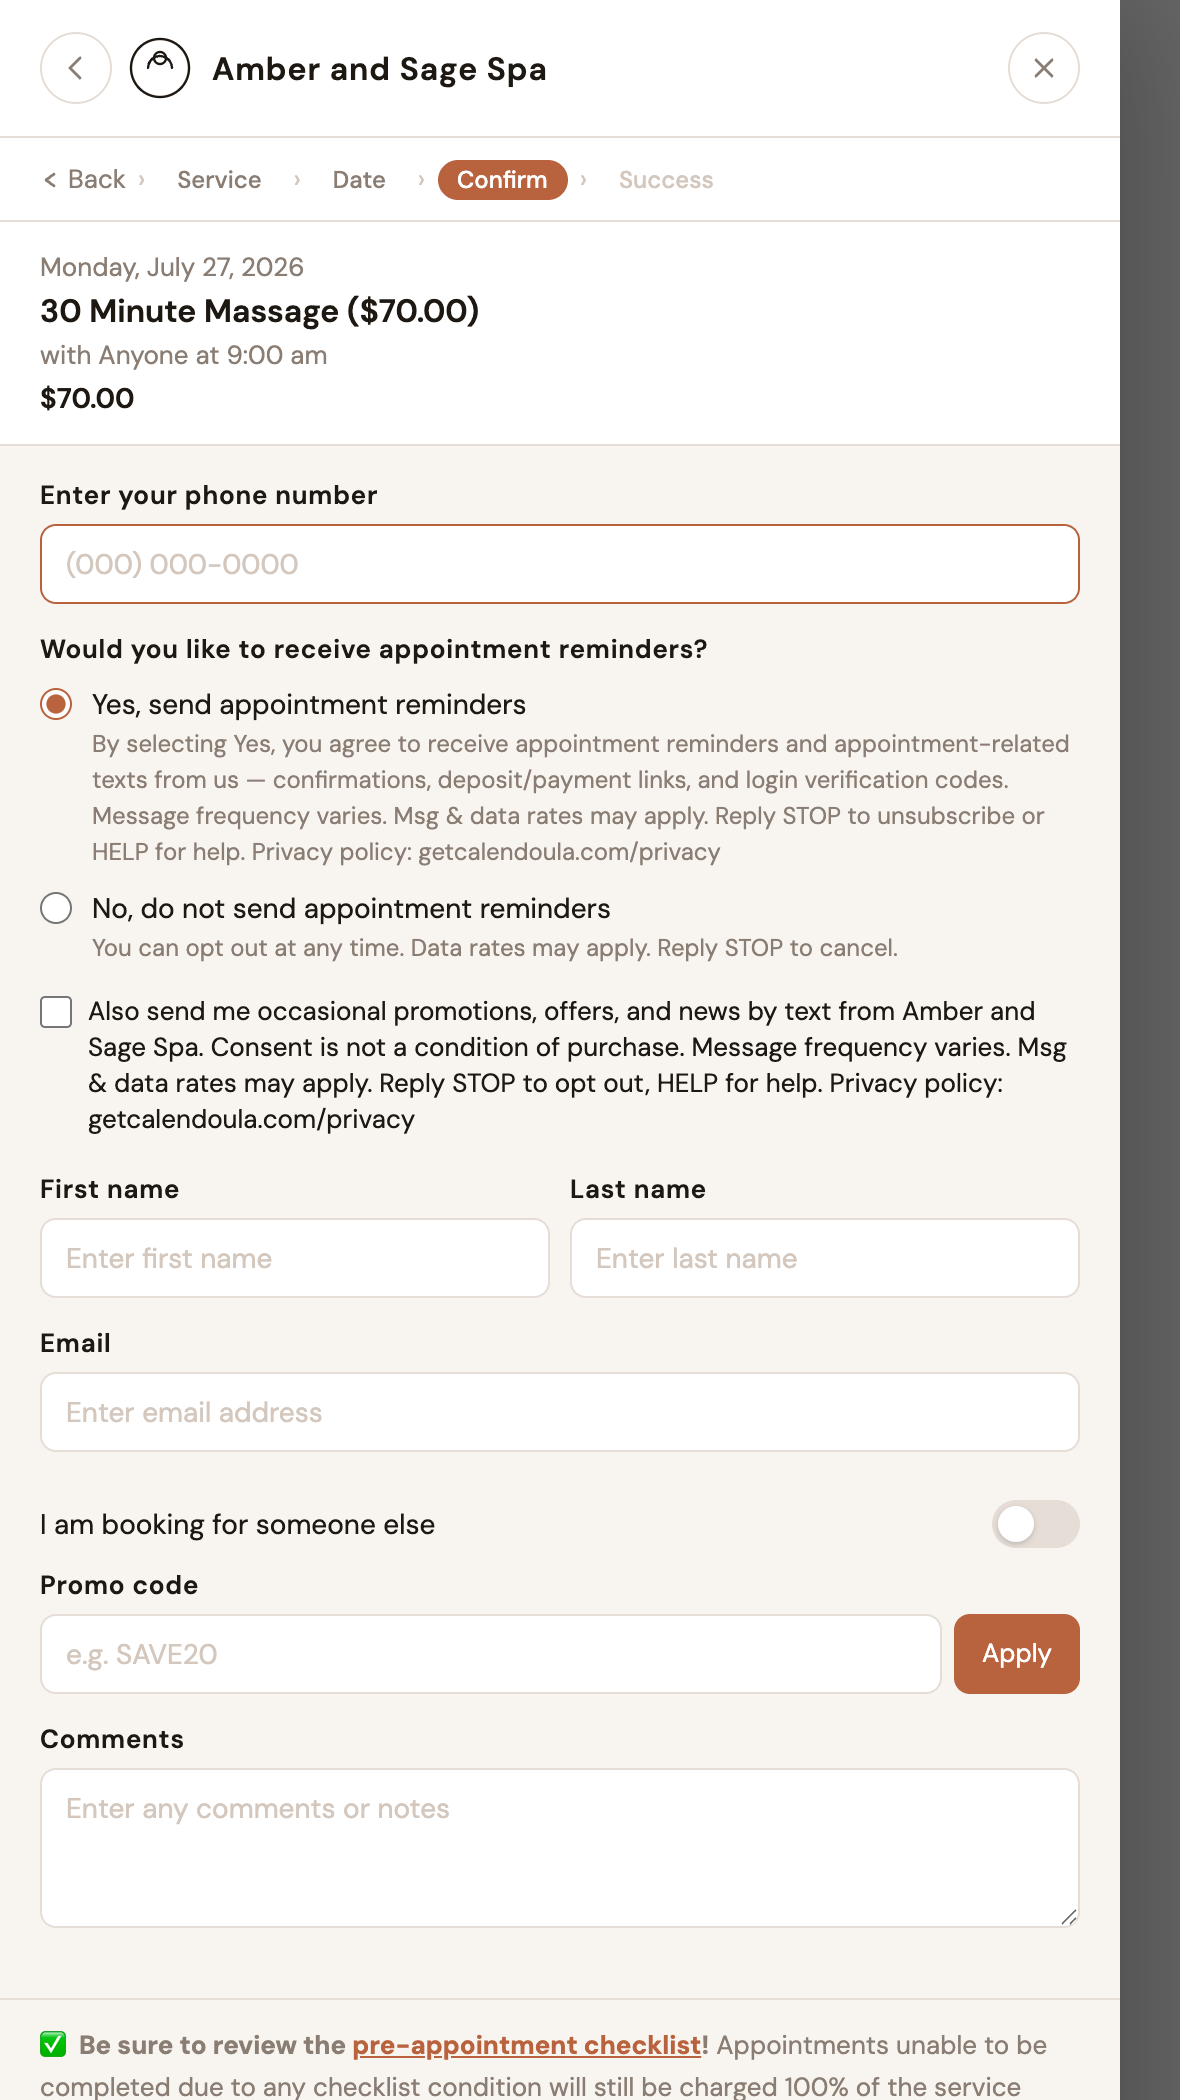 Amber and Sage Spa
< Back › Service › Date › Confirm › Success
Monday, July 27, 2026
30 Minute Massage ($70.00)
with Anyone at 9:00 am
$70.00
Enter your phone number
(000) 000-0000
Would you like to receive appointment reminders?
Yes, send appointment reminders
By selecting Yes, you agree to receive appointment reminders and appointment-related
texts from us — confirmations, deposit/payment links, and login verification codes.
Message frequency varies. Msg & data rates may apply. Reply STOP to unsubscribe or
HELP for help. Privacy policy: getcalendoula.com/privacy
No, do not send appointment reminders
You can opt out at any time. Data rates may apply. Reply STOP to cancel.
Also send me occasional promotions, offers, and news by text from Amber and
Sage Spa. Consent is not a condition of purchase. Message frequency varies. Msg
& data rates may apply. Reply STOP to opt out, HELP for help. Privacy policy:
getcalendoula.com/privacy
First name Last name
Enter first name Enter last name
Email
Enter email address
I am booking for someone else
Promo code
e.g. SAVE20 Apply
Comments
Enter any comments or notes
✅ Be sure to review the pre-appointment checklist! Appointments unable to be
completed due to any checklist condition will still be charged 100% of the service